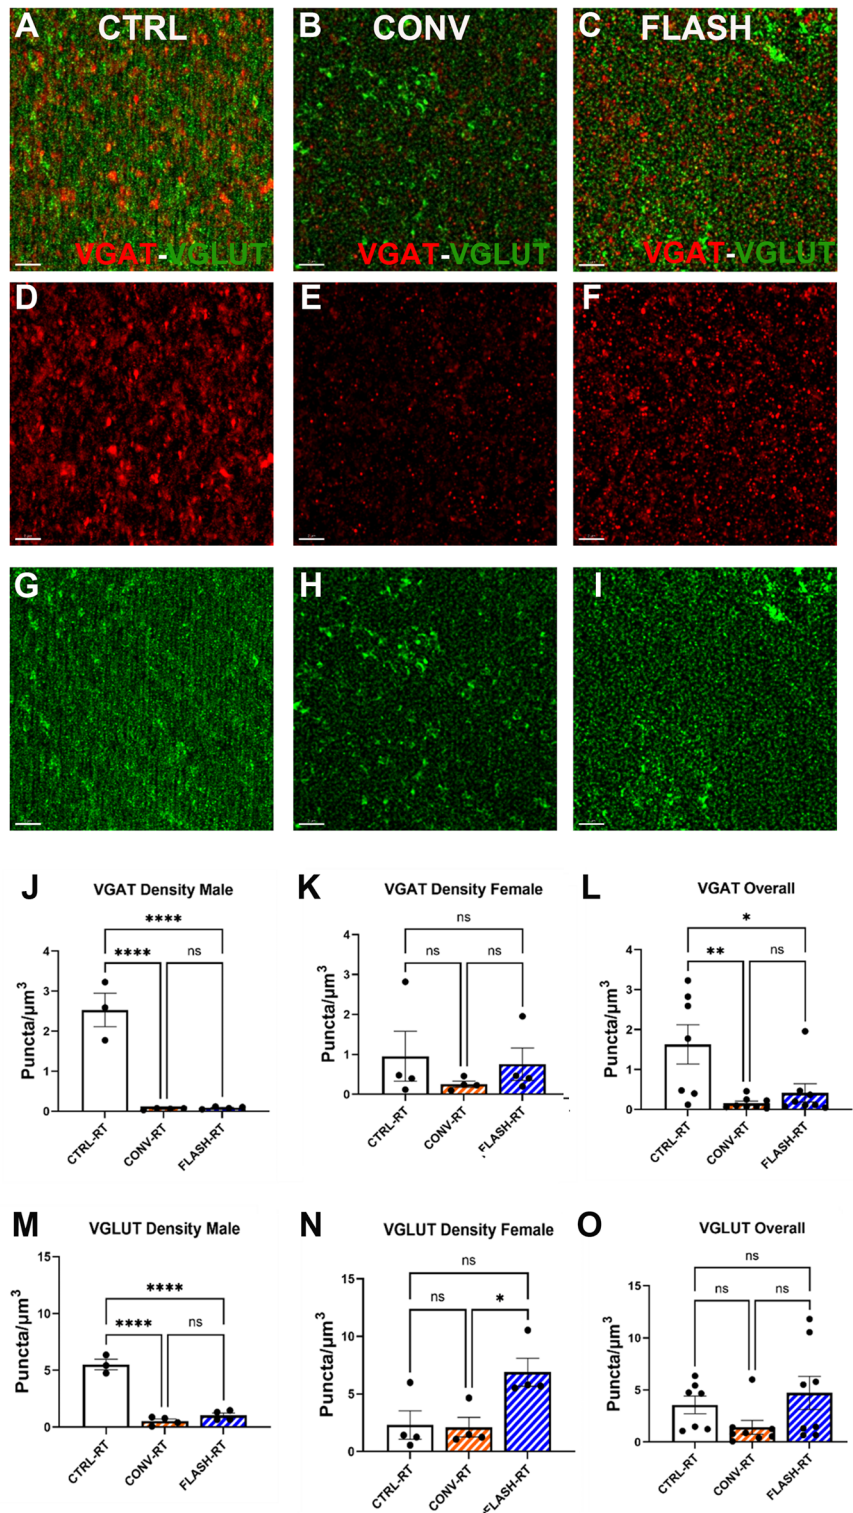 A CTRL
B CONV
C FLASH
VGAT-VGLUT
VGAT-VGLUT
VGAT-VGLUT
D
E
F
G
H
I
J
VGAT Density Male
****
****
ns
Puncta/µm³
4
3
2
1
0
CTRL-RT
CONV-RT
FLASH-RT
K
VGAT Density Female
ns
ns
ns
Puncta/µm³
4
3
2
1
0
CTRL-RT
CONV-RT
FLASH-RT
L
VGAT Overall
*
**
ns
Puncta/µm³
4
3
2
1
0
CTRL-RT
CONV-RT
FLASH-RT
M
VGLUT Density Male
****
****
ns
Puncta/µm³
15
10
5
0
CTRL-RT
CONV-RT
FLASH-RT
N
VGLUT Density Female
ns
ns
*
Puncta/µm³
15
10
5
0
CTRL-RT
CONV-RT
FLASH-RT
O
VGLUT Overall
ns
ns
ns
Puncta/µm³
15
10
5
0
CTRL-RT
CONV-RT
FLASH-RT